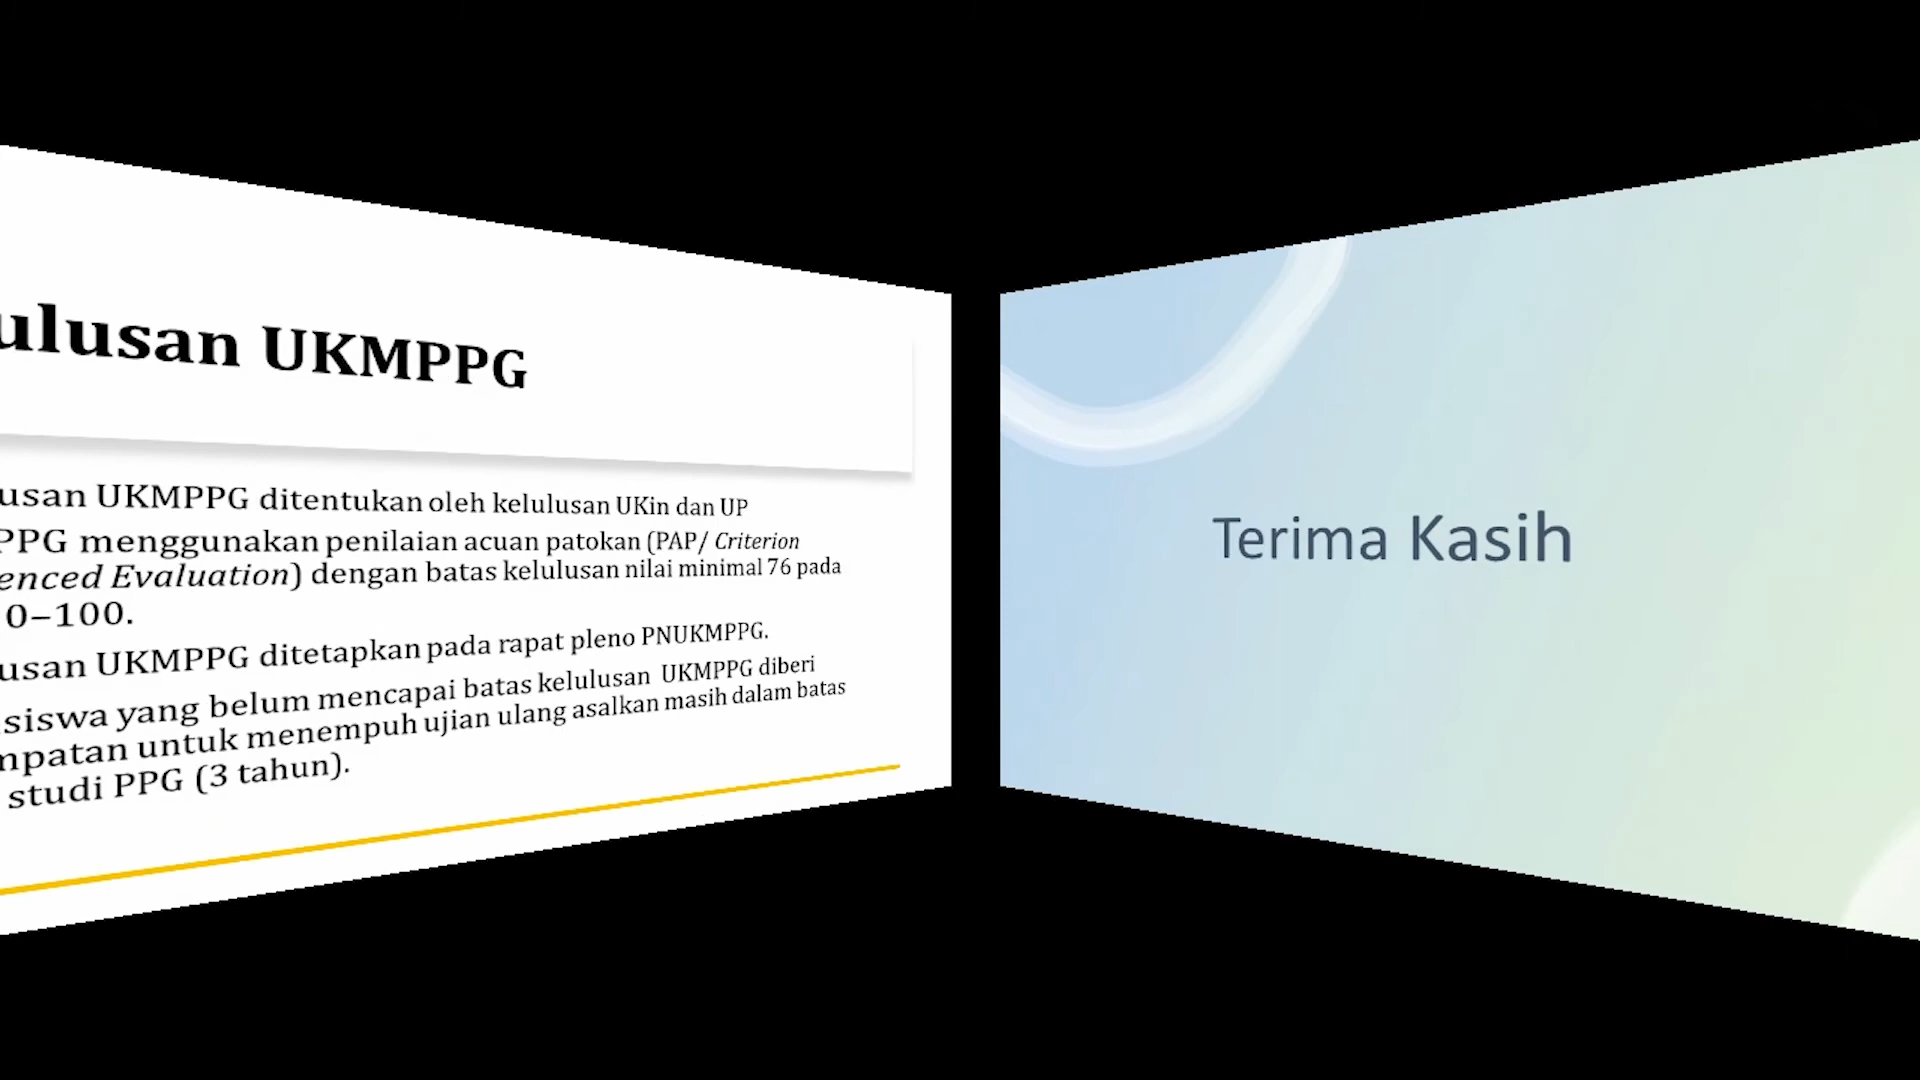 ulusan UKMPPG
usan UKMPPG ditentukan oleh kelulusan UKin dan UP
PPG menggunakan penilaian acuan patokan (PAP/ Criterion
enced Evaluation) dengan batas kelulusan nilai minimal 76 pada
0–100.
usan UKMPPG ditetapkan pada rapat pleno PNUKMPPG.
siswa yang belum mencapai batas kelulusan UKMPPG diberi
mpatan untuk menempuh ujian ulang asalkan masih dalam batas
studi PPG (3 tahun).
Terima Kasih